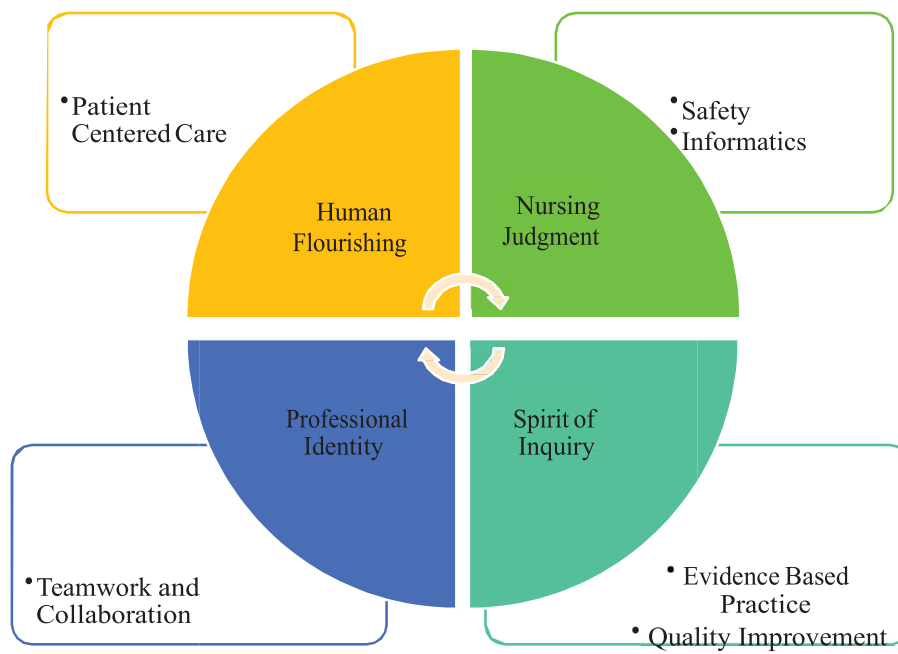 • Patient
Centered Care
• Safety
• Informatics
Human
Flourishing
Nursing
Judgment
Professional
Identity
Spirit of
Inquiry
• Teamwork and
Collaboration
• Evidence Based
Practice
• Quality Improvement